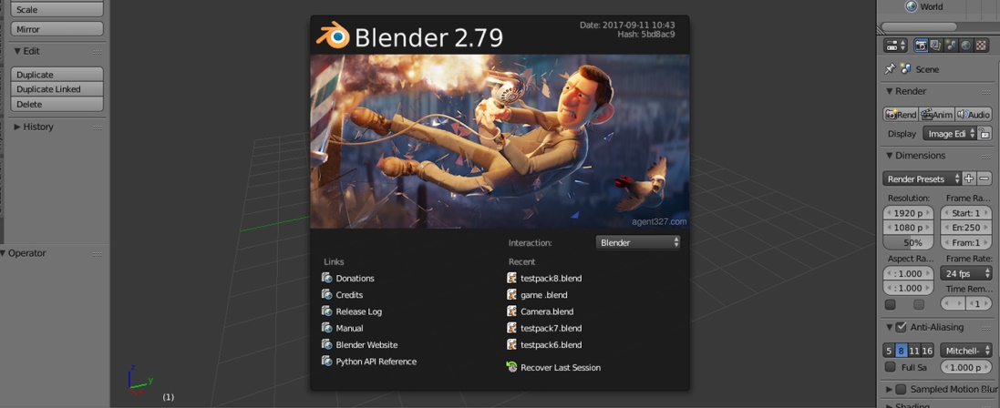 Scale
Mirror
Edit
Duplicate
Duplicate Linked
Delete
History
Operator
z
y
(1)
Blender 2.79
Date: 2017-09-11 10:43
Hash: 5bd8ac9
agent327.com
Interaction:
Blender
Links
Donations
Credits
Release Log
Manual
Blender Website
Python API Reference
Recent
testpack8.blend
game .blend
Camera.blend
testpack7.blend
testpack6.blend
Recover Last Session
World
Scene
Render
Rend Anim Audio
Display Image Edi
Dimensions
Render Presets
Resolution: Frame Ra...
1920 p Start: 1
1080 p En:250
50% Fram:1
Aspect Ra... Frame Rate:
: 1.000 24 fps
: 1.000 Time Rem...
1
Anti-Aliasing
5 8 11 16 Mitchell-
Full Sa : 1.000 p
Sampled Motion Blur
Shading